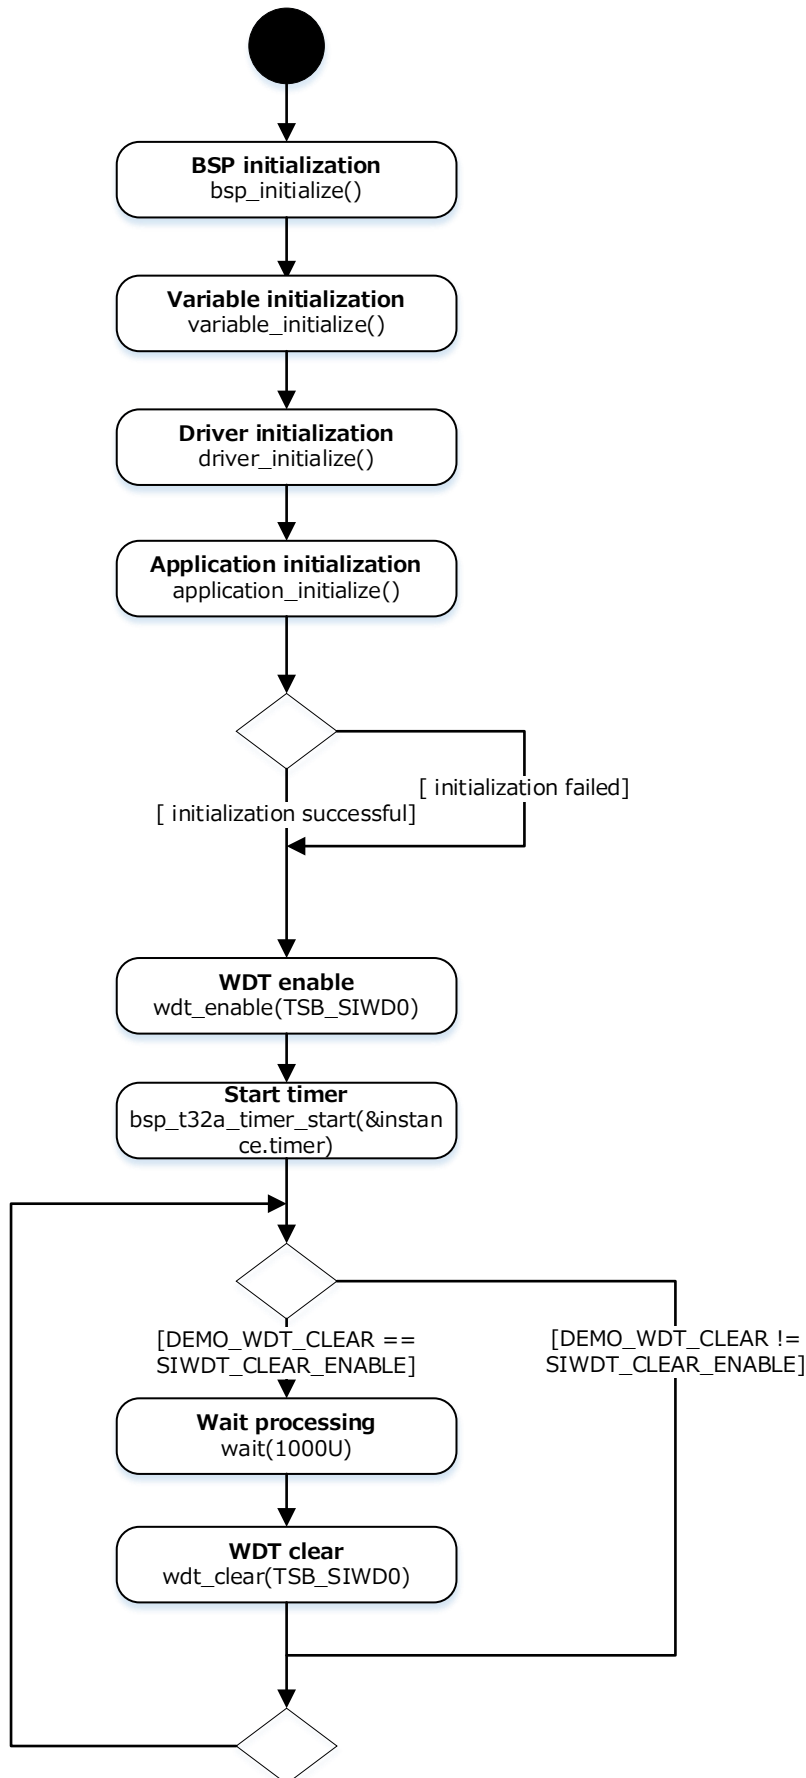 BSP initialization
bsp_initialize()
Variable initialization
variable_initialize()
Driver initialization
driver_initialize()
Application initialization
application_initialize()
[ initialization failed]
[ initialization successful]
WDT enable
wdt_enable(TSB_SIWD0)
Start timer
bsp_t32a_timer_start(&instan
ce.timer)
[DEMO_WDT_CLEAR ==
SIWDT_CLEAR_ENABLE]
[DEMO_WDT_CLEAR !=
SIWDT_CLEAR_ENABLE]
Wait processing
wait(1000U)
WDT clear
wdt_clear(TSB_SIWD0)